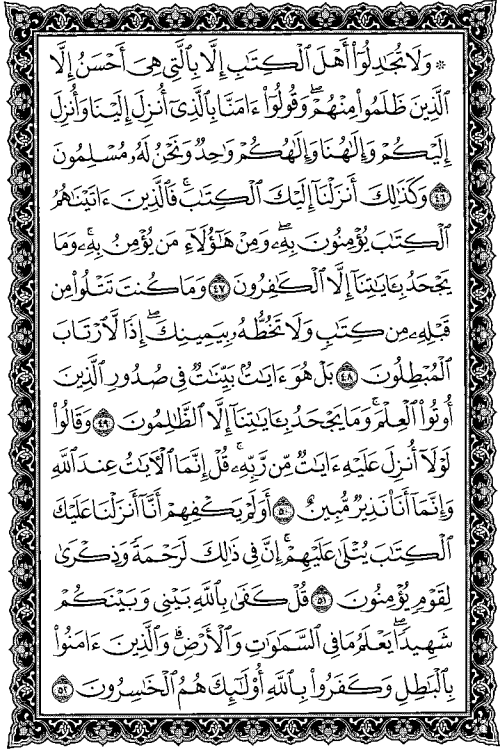 ۞ وَلَا تُجَٰدِلُوٓا۟ أَهْلَ ٱلْكِتَٰبِ إِلَّا بِٱلَّتِى هِىَ أَحْسَنُ إِلَّا
ٱلَّذِينَ ظَلَمُوا۟ مِنْهُمْ ۖ وَقُولُوٓا۟ ءَامَنَّا بِٱلَّذِىٓ أُنزِلَ إِلَيْنَا وَأُنزِلَ
إِلَيْكُمْ وَإِلَٰهُنَا وَإِلَٰهُكُمْ وَٰحِدٌ وَنَحْنُ لَهُۥ مُسْلِمُونَ
٤٦ وَكَذَٰلِكَ أَنزَلْنَآ إِلَيْكَ ٱلْكِتَٰبَ ۚ فَٱلَّذِينَ ءَاتَيْنَٰهُمُ
ٱلْكِتَٰبَ يُؤْمِنُونَ بِهِۦ ۖ وَمِنْ هَٰٓؤُلَآءِ مَن يُؤْمِنُ بِهِۦ ۚ وَمَا
يَجْحَدُ بِـَٔايَٰتِنَآ إِلَّا ٱلْكَٰفِرُونَ ٤٧ وَمَا كُنتَ تَتْلُوا۟ مِن
قَبْلِهِۦ مِن كِتَٰبٍ وَلَا تَخُطُّهُۥ بِيَمِينِكَ ۖ إِذًا لَّٱرْتَابَ
ٱلْمُبْطِلُونَ ٤٨ بَلْ هُوَ ءَايَٰتٌۢ بَيِّنَٰتٌ فِى صُدُورِ ٱلَّذِينَ
أُوتُوا۟ ٱلْعِلْمَ ۚ وَمَا يَجْحَدُ بِـَٔايَٰتِنَآ إِلَّا ٱلظَّٰلِمُونَ ٤٩ وَقَالُوا۟
لَوْلَآ أُنزِلَ عَلَيْهِ ءَايَٰتٌ مِّن رَّبِّهِۦ ۖ قُلْ إِنَّمَا ٱلْـَٔايَٰتُ عِندَ ٱللَّهِ
وَإِنَّمَآ أَنَا۠ نَذِيرٌ مُّبِينٌ ٥٠ أَوَلَمْ يَكْفِهِمْ أَنَّآ أَنزَلْنَا عَلَيْكَ
ٱلْكِتَٰبَ يُتْلَىٰ عَلَيْهِمْ ۚ إِنَّ فِى ذَٰلِكَ لَرَحْمَةً وَذِكْرَىٰ
لِقَوْمٍ يُؤْمِنُونَ ٥١ قُلْ كَفَىٰ بِٱللَّهِ بَيْنِى وَبَيْنَكُمْ
شَهِيدًا ۖ يَعْلَمُ مَا فِى ٱلسَّمَٰوَٰتِ وَٱلْأَرْضِ ۗ وَٱلَّذِينَ ءَامَنُوا۟
بِٱلْبَٰطِلِ وَكَفَرُوا۟ بِٱللَّهِ أُو۟لَٰٓئِكَ هُمُ ٱلْخَٰسِرُونَ ٥٢